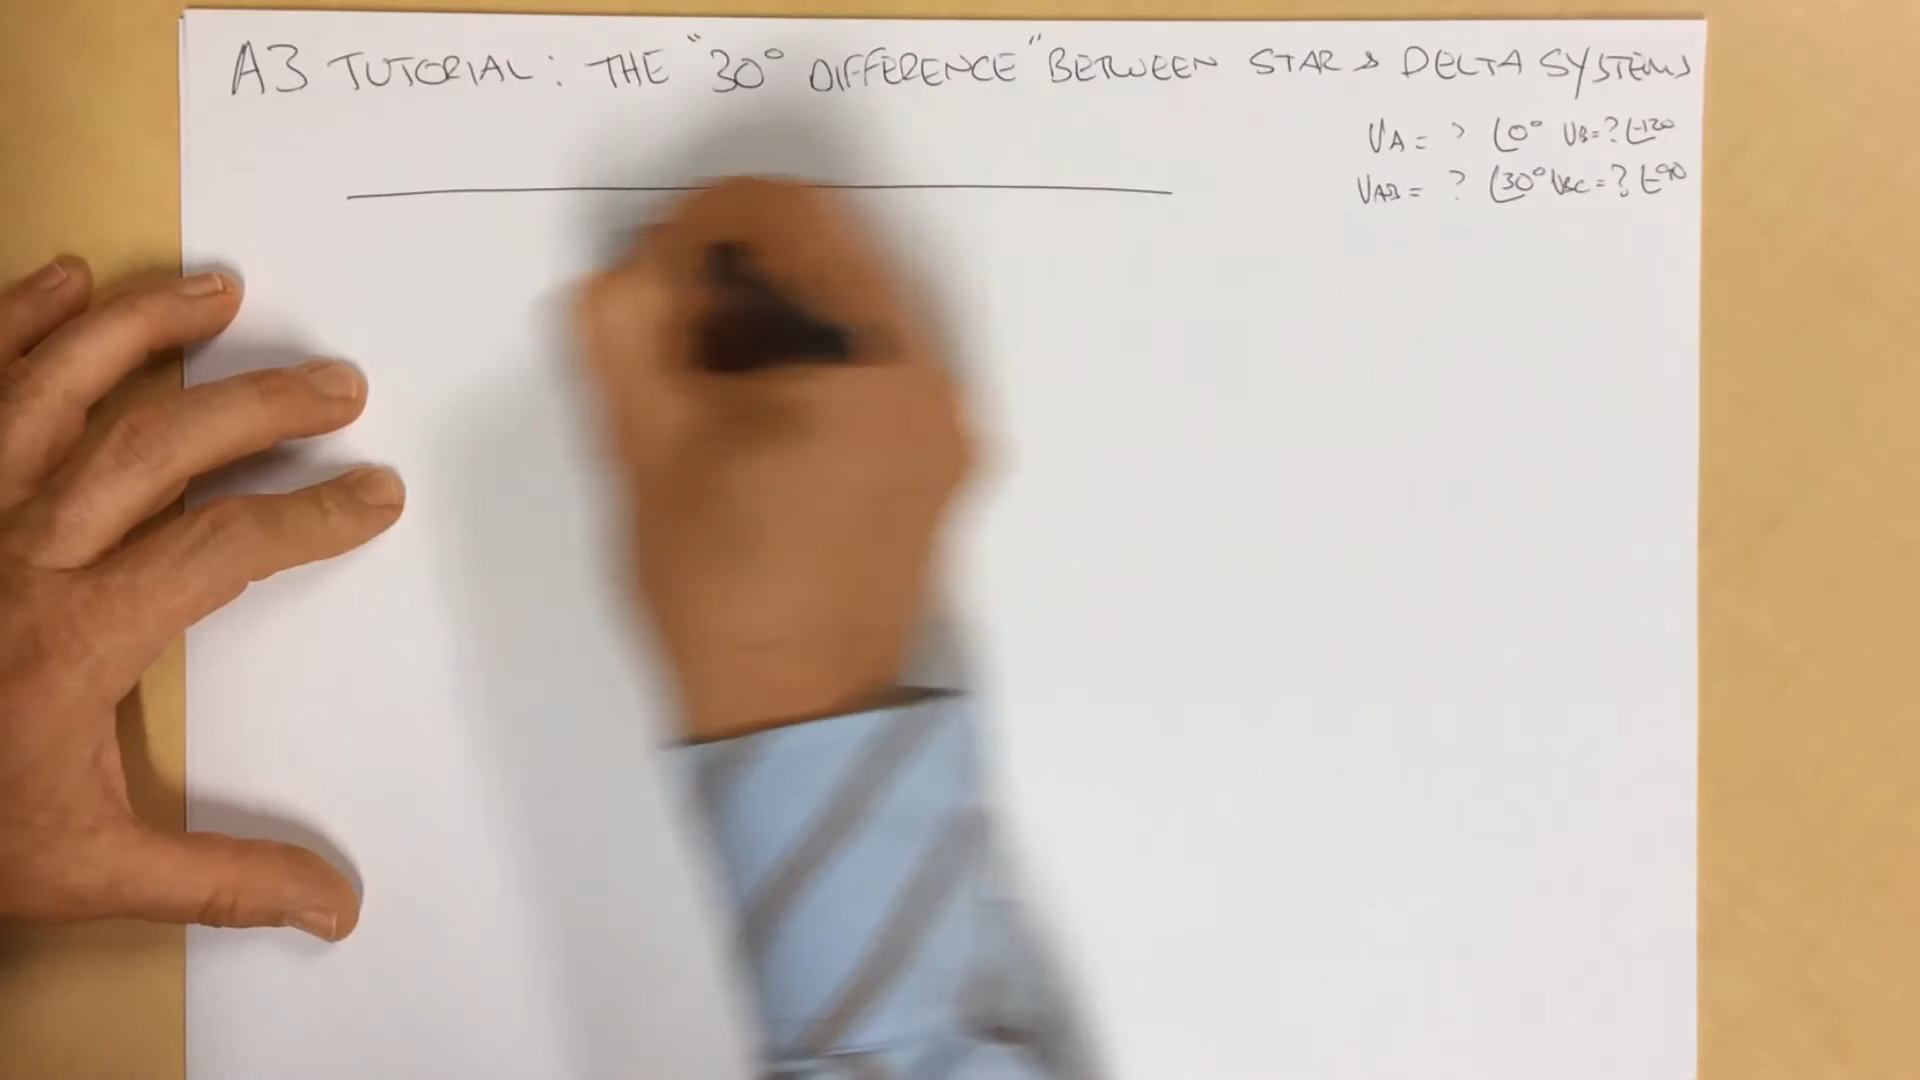 A3 TUTORIAL: THE "30° DIFFERENCE" BETWEEN STAR & DELTA SYSTEMS
VA = ? ∠0° VB=? ∠-120
VAB = ? ∠30° VBC=? ∠-90